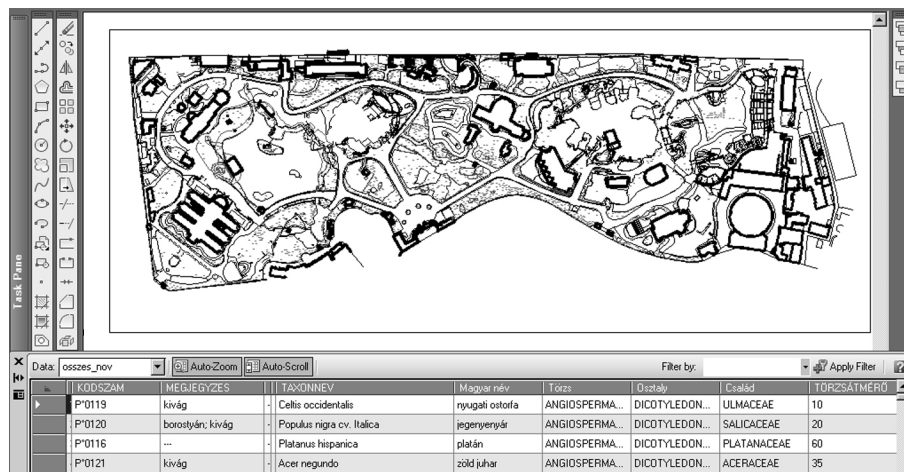 Task Pane
Data: osszes_nov Auto-Zoom Auto-Scroll Filter by: Apply Filter
KODSZAM MEGJEGYZES TAXONNEV Magyar név Törzs Osztaly Család TÖRZSÁTMÉRŐ
P*0119 kivág - Celtis occidentalis nyugati ostorfa ANGIOSPERMA... DICOTYLEDON... ULMACEAE 10
P*0120 borostyán; kivág - Populus nigra cv. Italica jegenyenyár ANGIOSPERMA... DICOTYLEDON... SALICACEAE 20
P*0116 --- - Platanus hispanica platán ANGIOSPERMA... DICOTYLEDON... PLATANACEAE 60
P*0121 kivág - Acer negundo zöld juhar ANGIOSPERMA... DICOTYLEDON... ACERACEAE 35